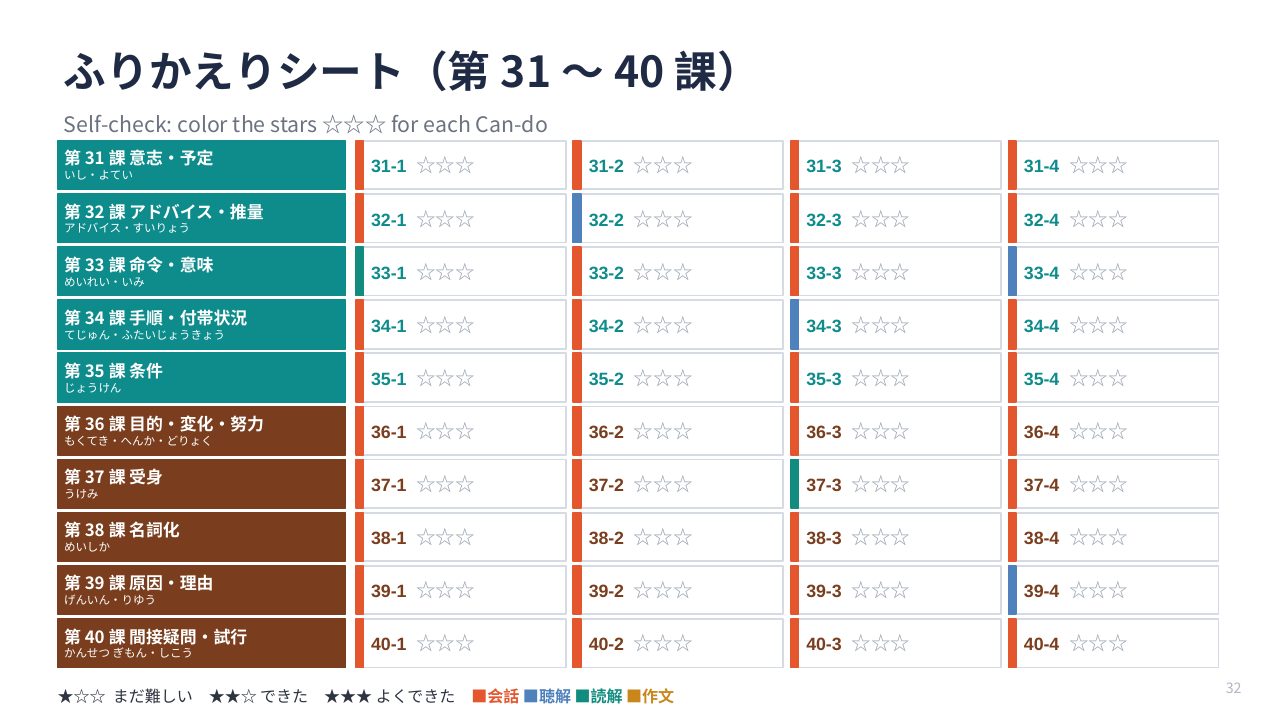 ふりかえりシート（第 31 〜 40 課）
Self-check: color the stars ☆☆☆ for each Can-do
第 31 課 意志・予定
いし・よてい
31-1 ☆☆☆ 31-2 ☆☆☆ 31-3 ☆☆☆ 31-4 ☆☆☆
第 32 課 アドバイス・推量
アドバイス・すいりょう
32-1 ☆☆☆ 32-2 ☆☆☆ 32-3 ☆☆☆ 32-4 ☆☆☆
第 33 課 命令・意味
めいれい・いみ
33-1 ☆☆☆ 33-2 ☆☆☆ 33-3 ☆☆☆ 33-4 ☆☆☆
第 34 課 手順・付帯状況
てじゅん・ふたいじょうきょう
34-1 ☆☆☆ 34-2 ☆☆☆ 34-3 ☆☆☆ 34-4 ☆☆☆
第 35 課 条件
じょうけん
35-1 ☆☆☆ 35-2 ☆☆☆ 35-3 ☆☆☆ 35-4 ☆☆☆
第 36 課 目的・変化・努力
もくてき・へんか・どりょく
36-1 ☆☆☆ 36-2 ☆☆☆ 36-3 ☆☆☆ 36-4 ☆☆☆
第 37 課 受身
うけみ
37-1 ☆☆☆ 37-2 ☆☆☆ 37-3 ☆☆☆ 37-4 ☆☆☆
第 38 課 名詞化
めいしか
38-1 ☆☆☆ 38-2 ☆☆☆ 38-3 ☆☆☆ 38-4 ☆☆☆
第 39 課 原因・理由
げんいん・りゆう
39-1 ☆☆☆ 39-2 ☆☆☆ 39-3 ☆☆☆ 39-4 ☆☆☆
第 40 課 間接疑問・試行
かんせつ ぎもん・しこう
40-1 ☆☆☆ 40-2 ☆☆☆ 40-3 ☆☆☆ 40-4 ☆☆☆
★☆☆ まだ難しい ★★☆ できた ★★★ よくできた ■会話 ■聴解 ■読解 ■作文
32